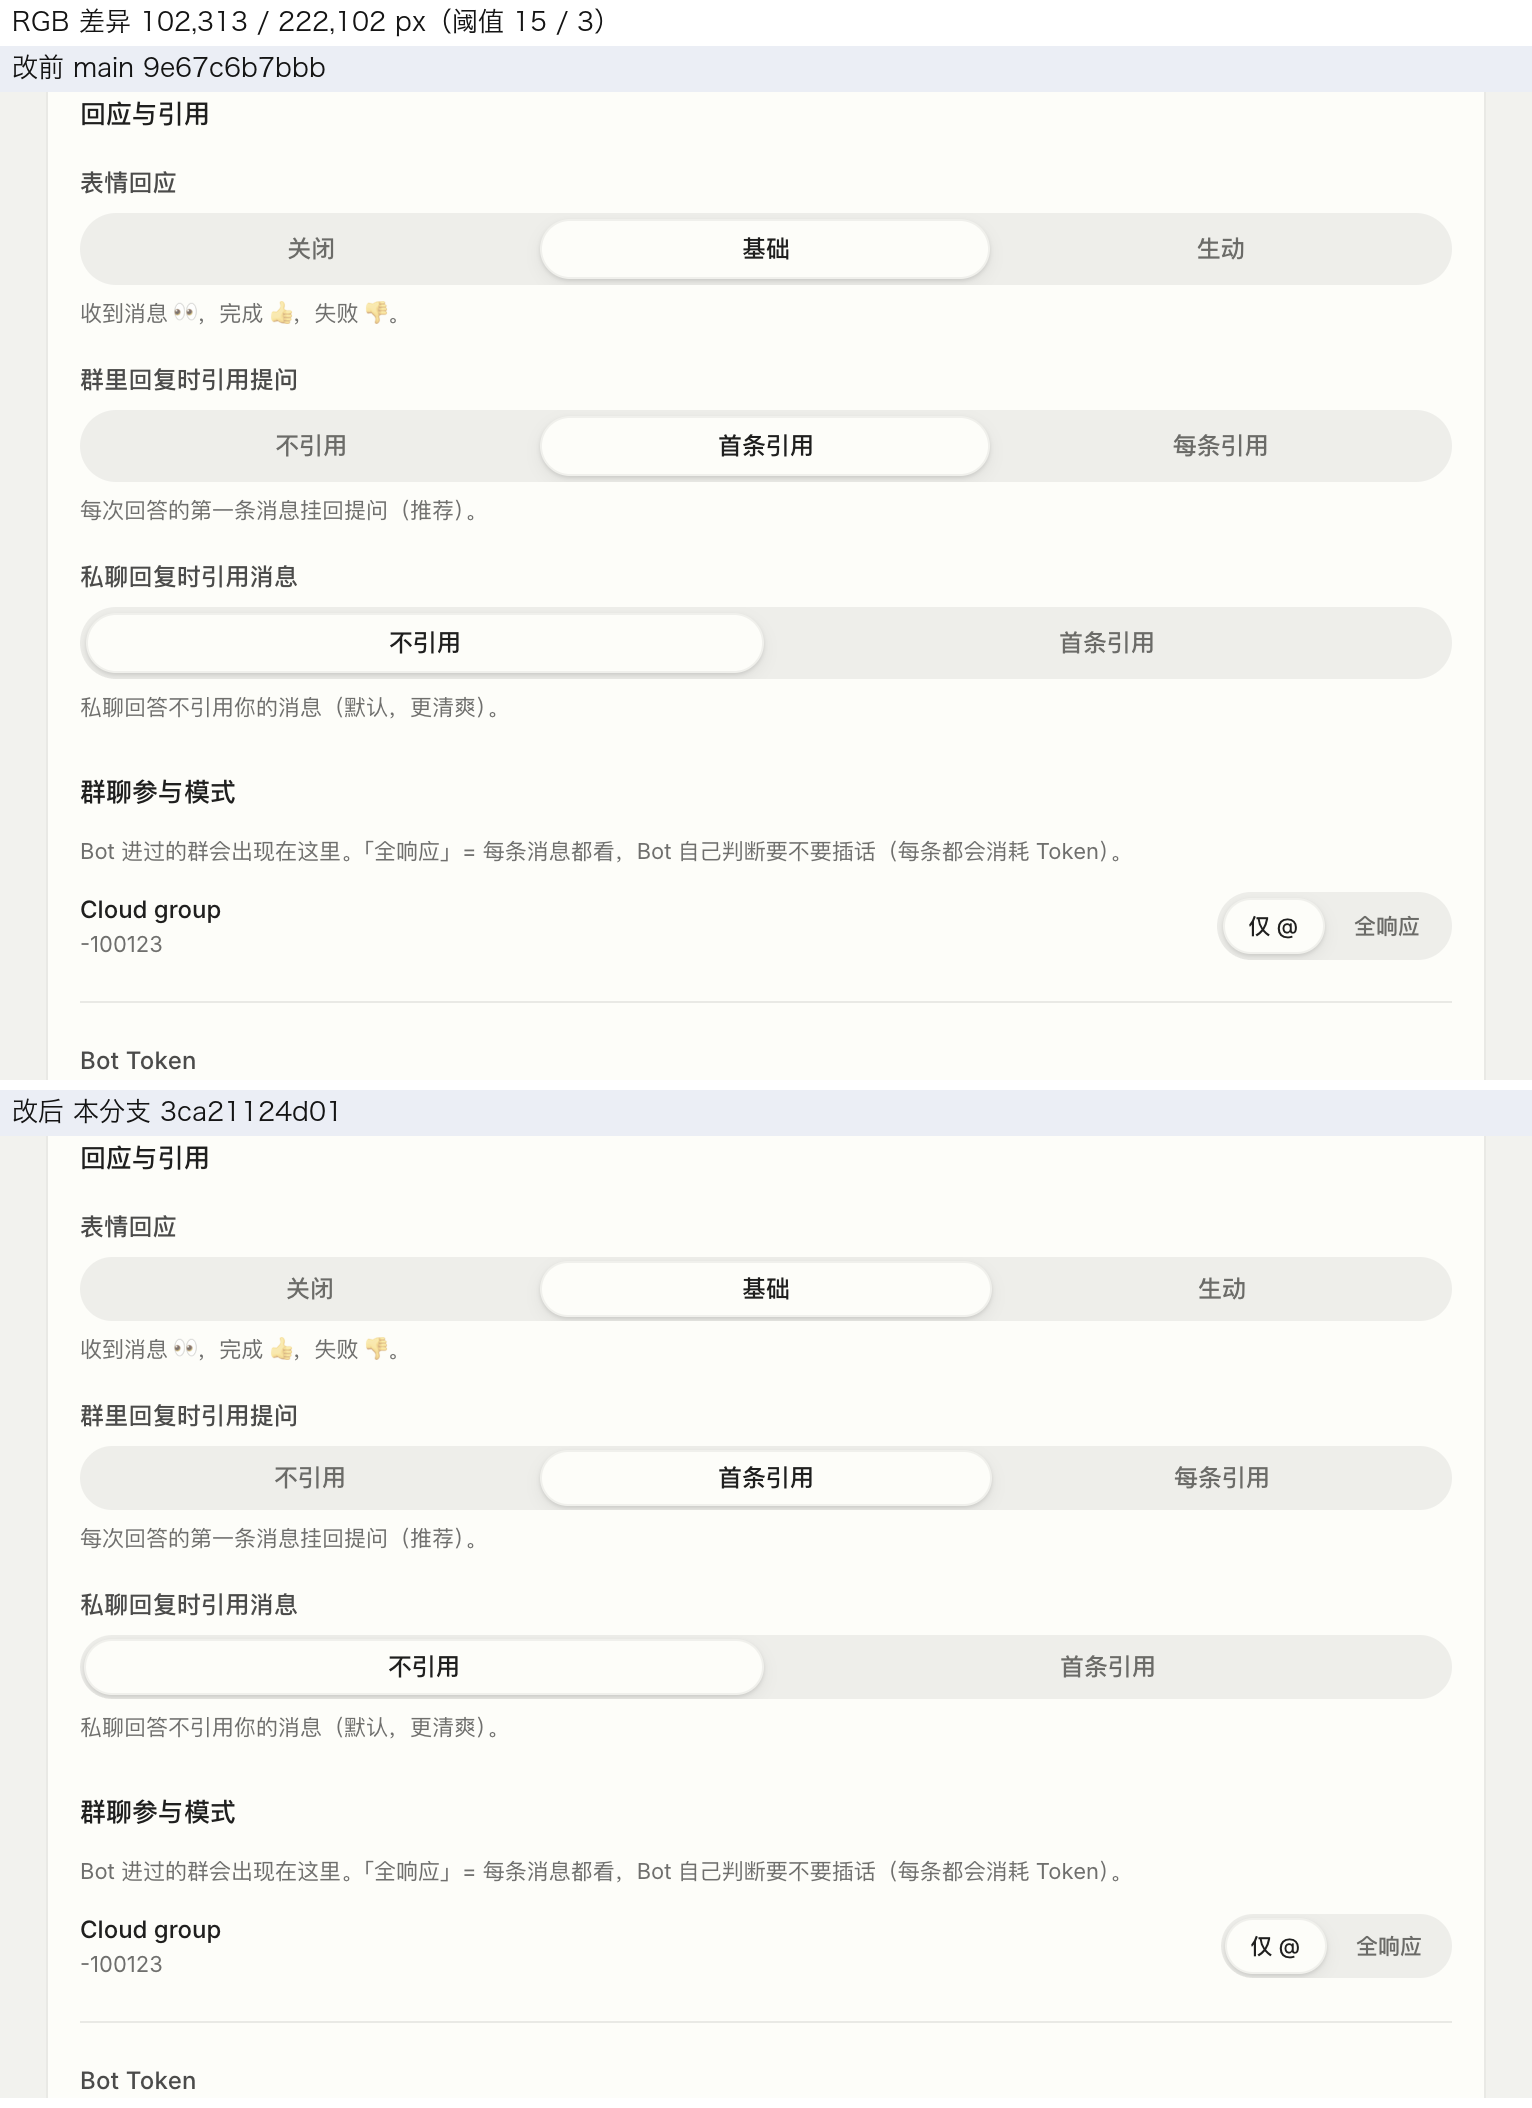 RGB 差异 102,313 / 222,102 px（阈值 15 / 3）
改前 main 9e67c6b7bbb
回应与引用
表情回应
关闭 基础 生动
收到消息 👀，完成 👍，失败 👎。
群里回复时引用提问
不引用 首条引用 每条引用
每次回答的第一条消息挂回提问（推荐）。
私聊回复时引用消息
不引用 首条引用
私聊回答不引用你的消息（默认，更清爽）。
群聊参与模式
Bot 进过的群会出现在这里。「全响应」= 每条消息都看，Bot 自己判断要不要插话（每条都会消耗 Token）。
Cloud group
仅 @ 全响应
-100123
Bot Token
改后 本分支 3ca21124d01
回应与引用
表情回应
关闭 基础 生动
收到消息 👀，完成 👍，失败 👎。
群里回复时引用提问
不引用 首条引用 每条引用
每次回答的第一条消息挂回提问（推荐）。
私聊回复时引用消息
不引用 首条引用
私聊回答不引用你的消息（默认，更清爽）。
群聊参与模式
Bot 进过的群会出现在这里。「全响应」= 每条消息都看，Bot 自己判断要不要插话（每条都会消耗 Token）。
Cloud group
仅 @ 全响应
-100123
Bot Token